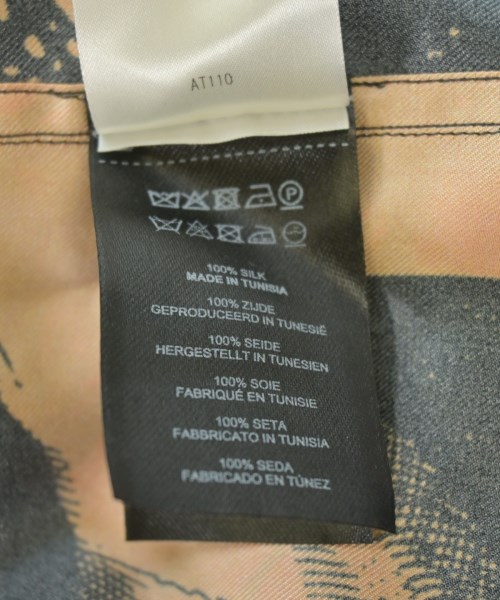 AT110
P
100% SILK
MADE IN TUNISIA
100% ZIJDE
GEPRODUCEERD IN TUNESIË
100% SEIDE
HERGESTELLT IN TUNESIEN
100% SOIE
FABRIQUÉ EN TUNISIE
100% SETA
FABBRICATO IN TUNISIA
100% SEDA
FABRICADO EN TÚNEZ